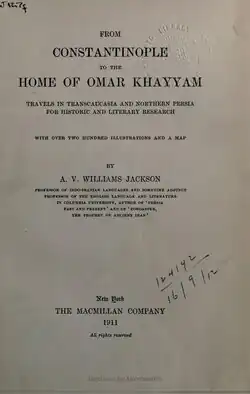 FROM
CONSTANTINOPLE
TO THE
HOME OF OMAR KHAYYAM
TRAVELS IN TRANSCAUCASIA AND NORTHERN PERSIA
FOR HISTORIC AND LITERARY RESEARCH
WITH OVER TWO HUNDRED ILLUSTRATIONS AND A MAP
BY
A. V. WILLIAMS JACKSON
PROFESSOR OF INDO-IRANIAN LANGUAGES AND SOMETIME ADJUNCT
PROFESSOR OF THE ENGLISH LANGUAGE AND LITERATURE
IN COLUMBIA UNIVERSITY, AUTHOR OF "PERSIA
PAST AND PRESENT" AND OF "ZOROASTER,
THE PROPHET OF ANCIENT IRAN"
16/9/12
New York
THE MACMILLAN COMPANY
1911
All rights reserved